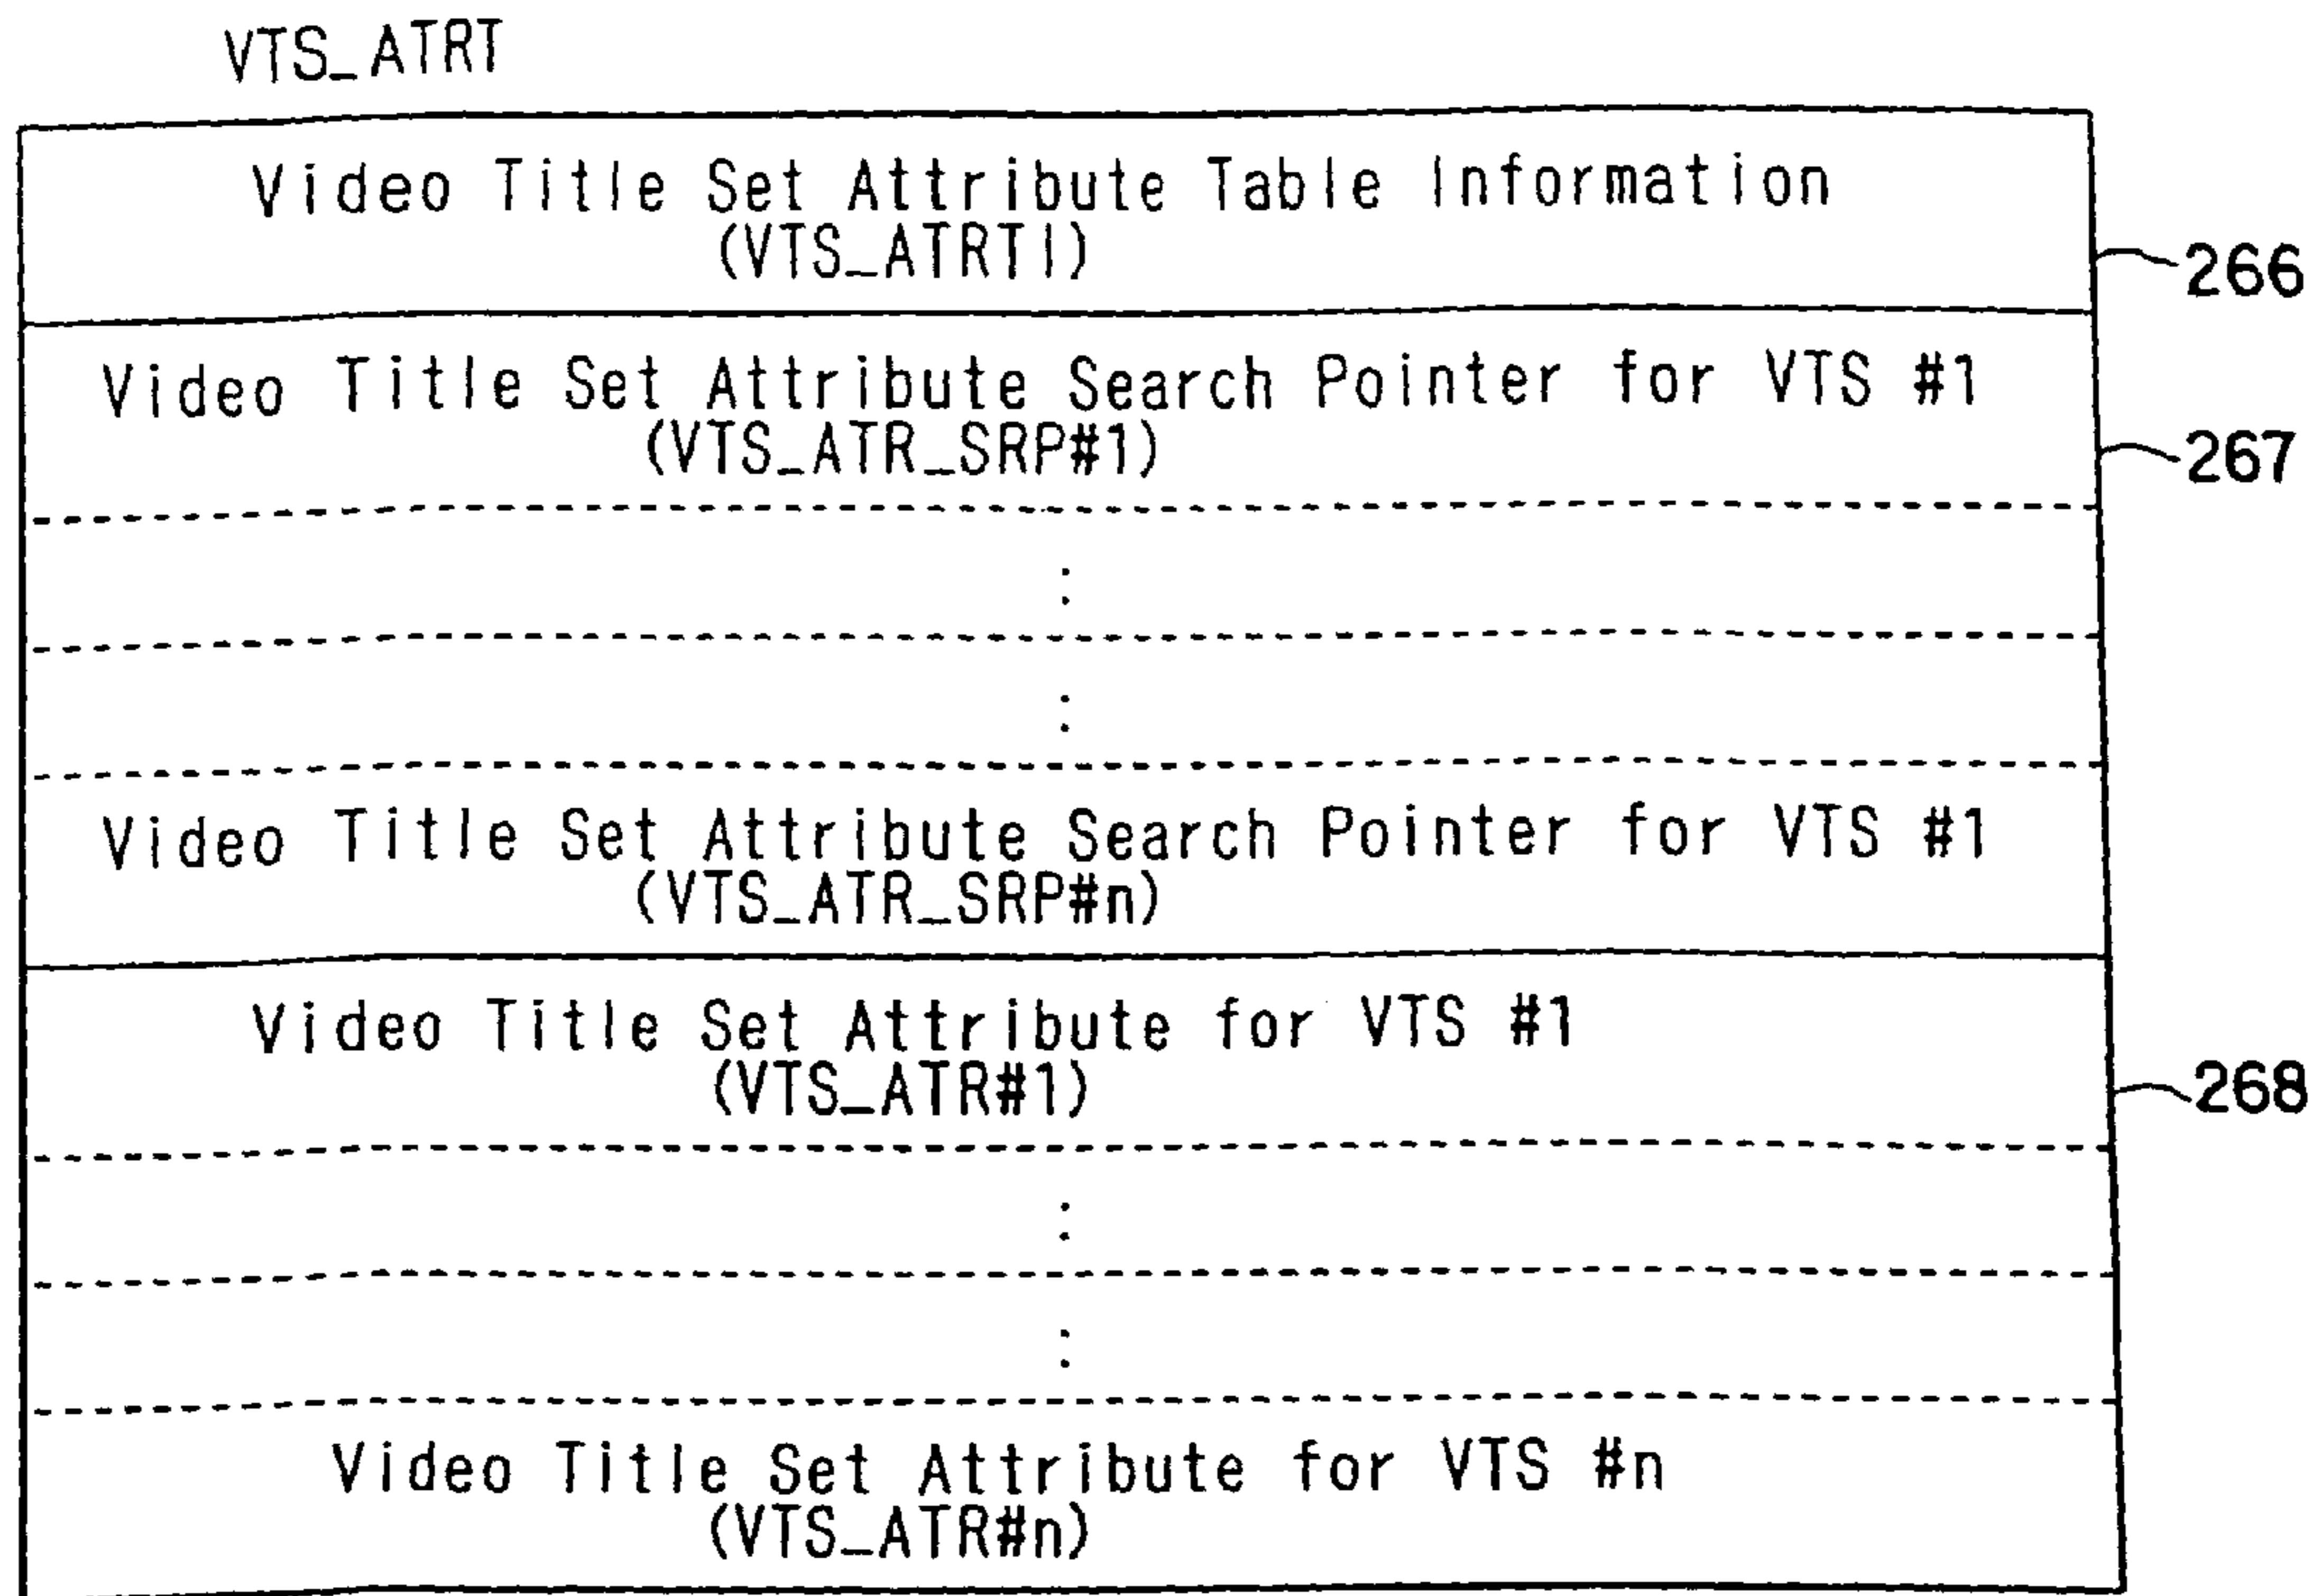 VTS_ATRT
Video Title Set Attribute Table Information
(VTS_ATRTI)
266
Video Title Set Attribute Search Pointer for VTS #1
(VTS_ATR_SRP#1)
267
:
:
Video Title Set Attribute Search Pointer for VTS #1
(VTS_ATR_SRP#n)
Video Title Set Attribute for VTS #1
(VTS_ATR#1)
268
:
:
Video Title Set Attribute for VTS #n
(VTS_ATR#n)